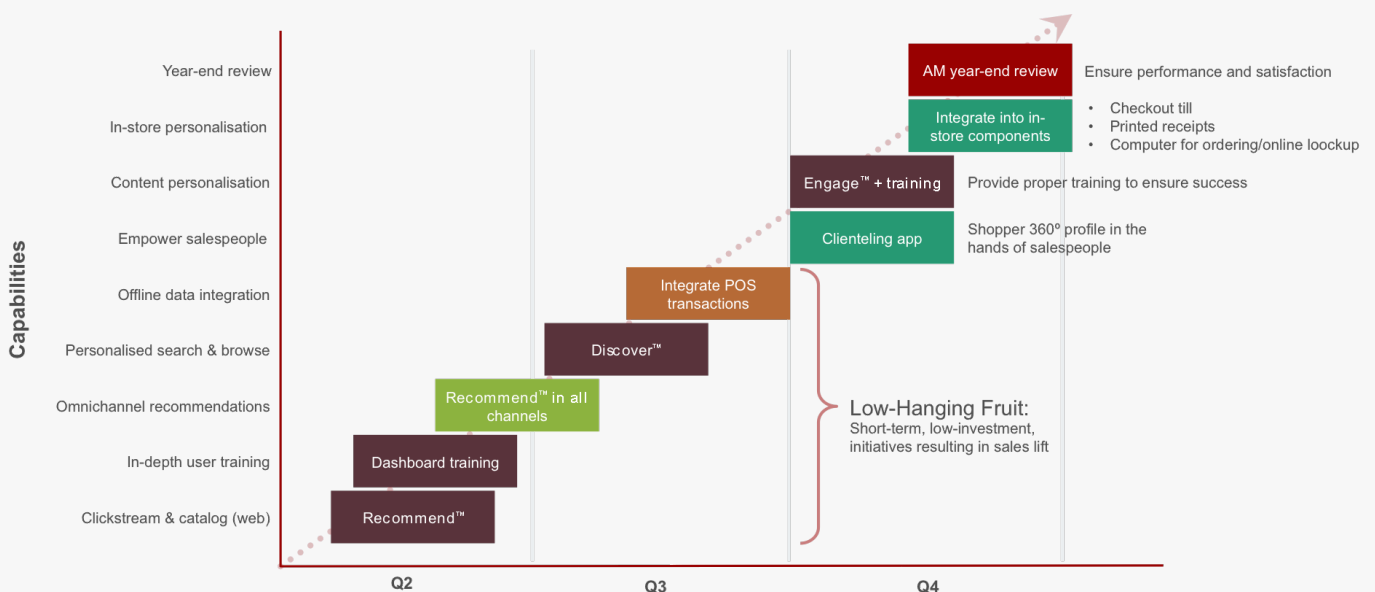 Capabilities
Year-end review
AM year-end review
Ensure performance and satisfaction
In-store personalisation
Integrate into in-
store components
• Checkout till
• Printed receipts
• Computer for ordering/online loockup
Content personalisation
Engage™ + training
Provide proper training to ensure success
Empower salespeople
Clienteling app
Shopper 360º profile in the
hands of salespeople
Offline data integration
Integrate POS
transactions
Personalised search & browse
Discover™
Omnichannel recommendations
Recommend™ in all
channels
Low-Hanging Fruit:
Short-term, low-investment,
initiatives resulting in sales lift
In-depth user training
Dashboard training
Clickstream & catalog (web)
Recommend™
Q2
Q3
Q4